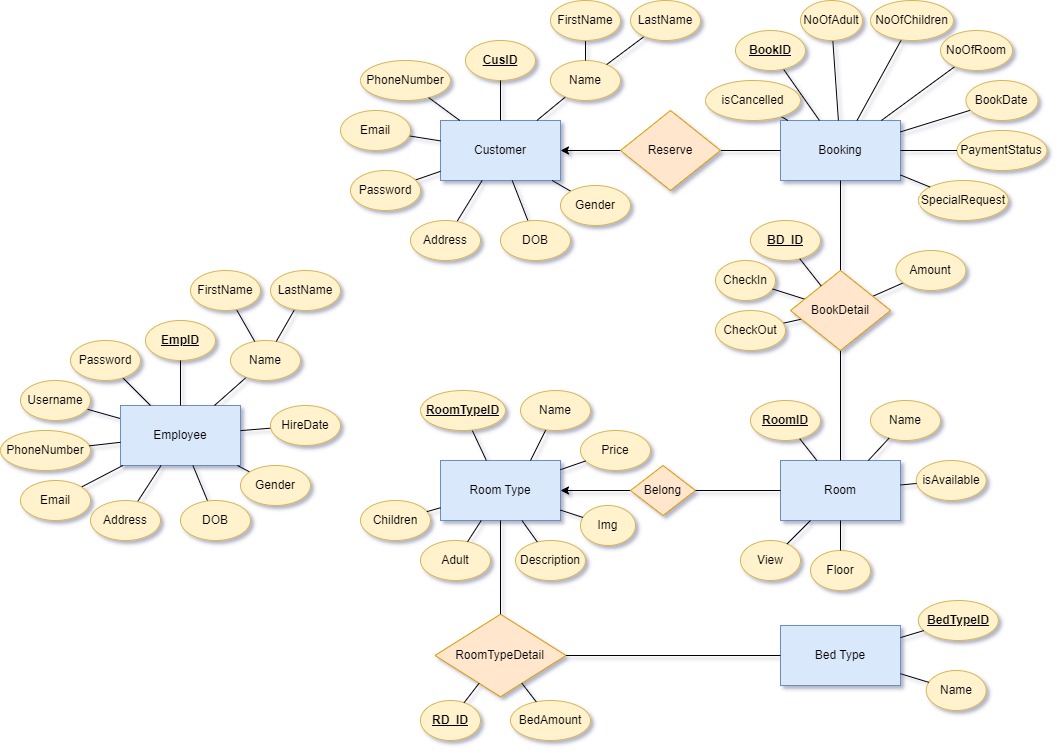 FirstName
LastName
NoOfAdult
NoOfChildren
CusID
BookID
NoOfRoom
PhoneNumber
Name
isCancelled
BookDate
Email
Customer
Reserve
Booking
PaymentStatus
Password
Gender
SpecialRequest
Address
DOB
BD_ID
CheckIn
Amount
BookDetail
CheckOut
FirstName
LastName
EmpID
Password
Name
Username
HireDate
Employee
PhoneNumber
Gender
Email
Address
DOB
RoomTypeID
Name
RoomID
Name
Price
Room Type
Belong
Room
isAvailable
Children
Img
Adult
Description
View
Floor
BedTypeID
RoomTypeDetail
Bed Type
Name
RD_ID
BedAmount